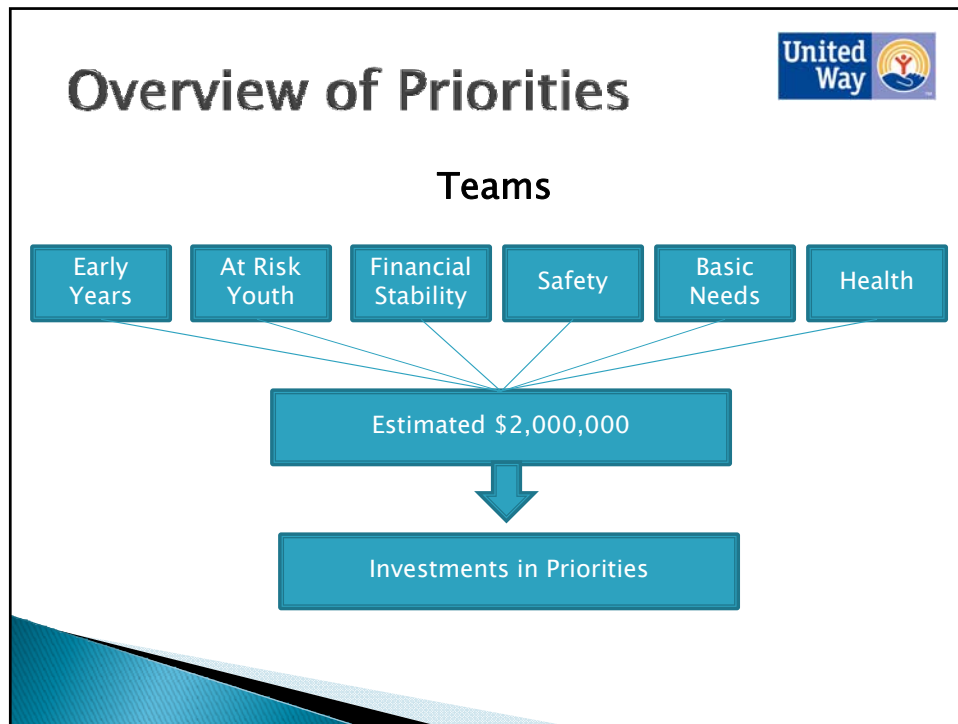 Overview of Priorities
United
Way
Teams
Early
Years
At Risk
Youth
Financial
Stability
Safety
Basic
Needs
Health
Estimated $2,000,000
Investments in Priorities